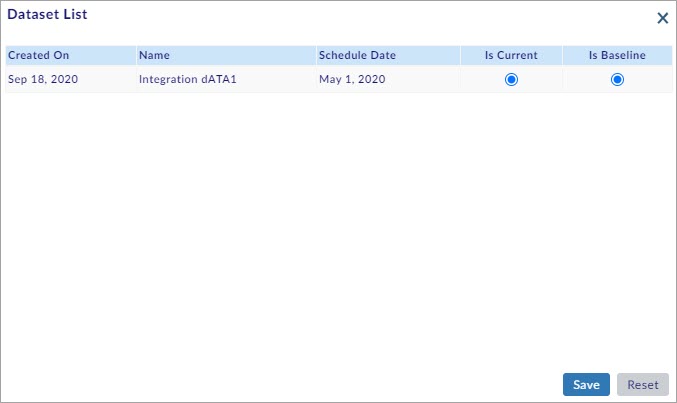 Dataset List
Created On Name Schedule Date Is Current Is Baseline
Sep 18, 2020 Integration dATA1 May 1, 2020
Save Reset